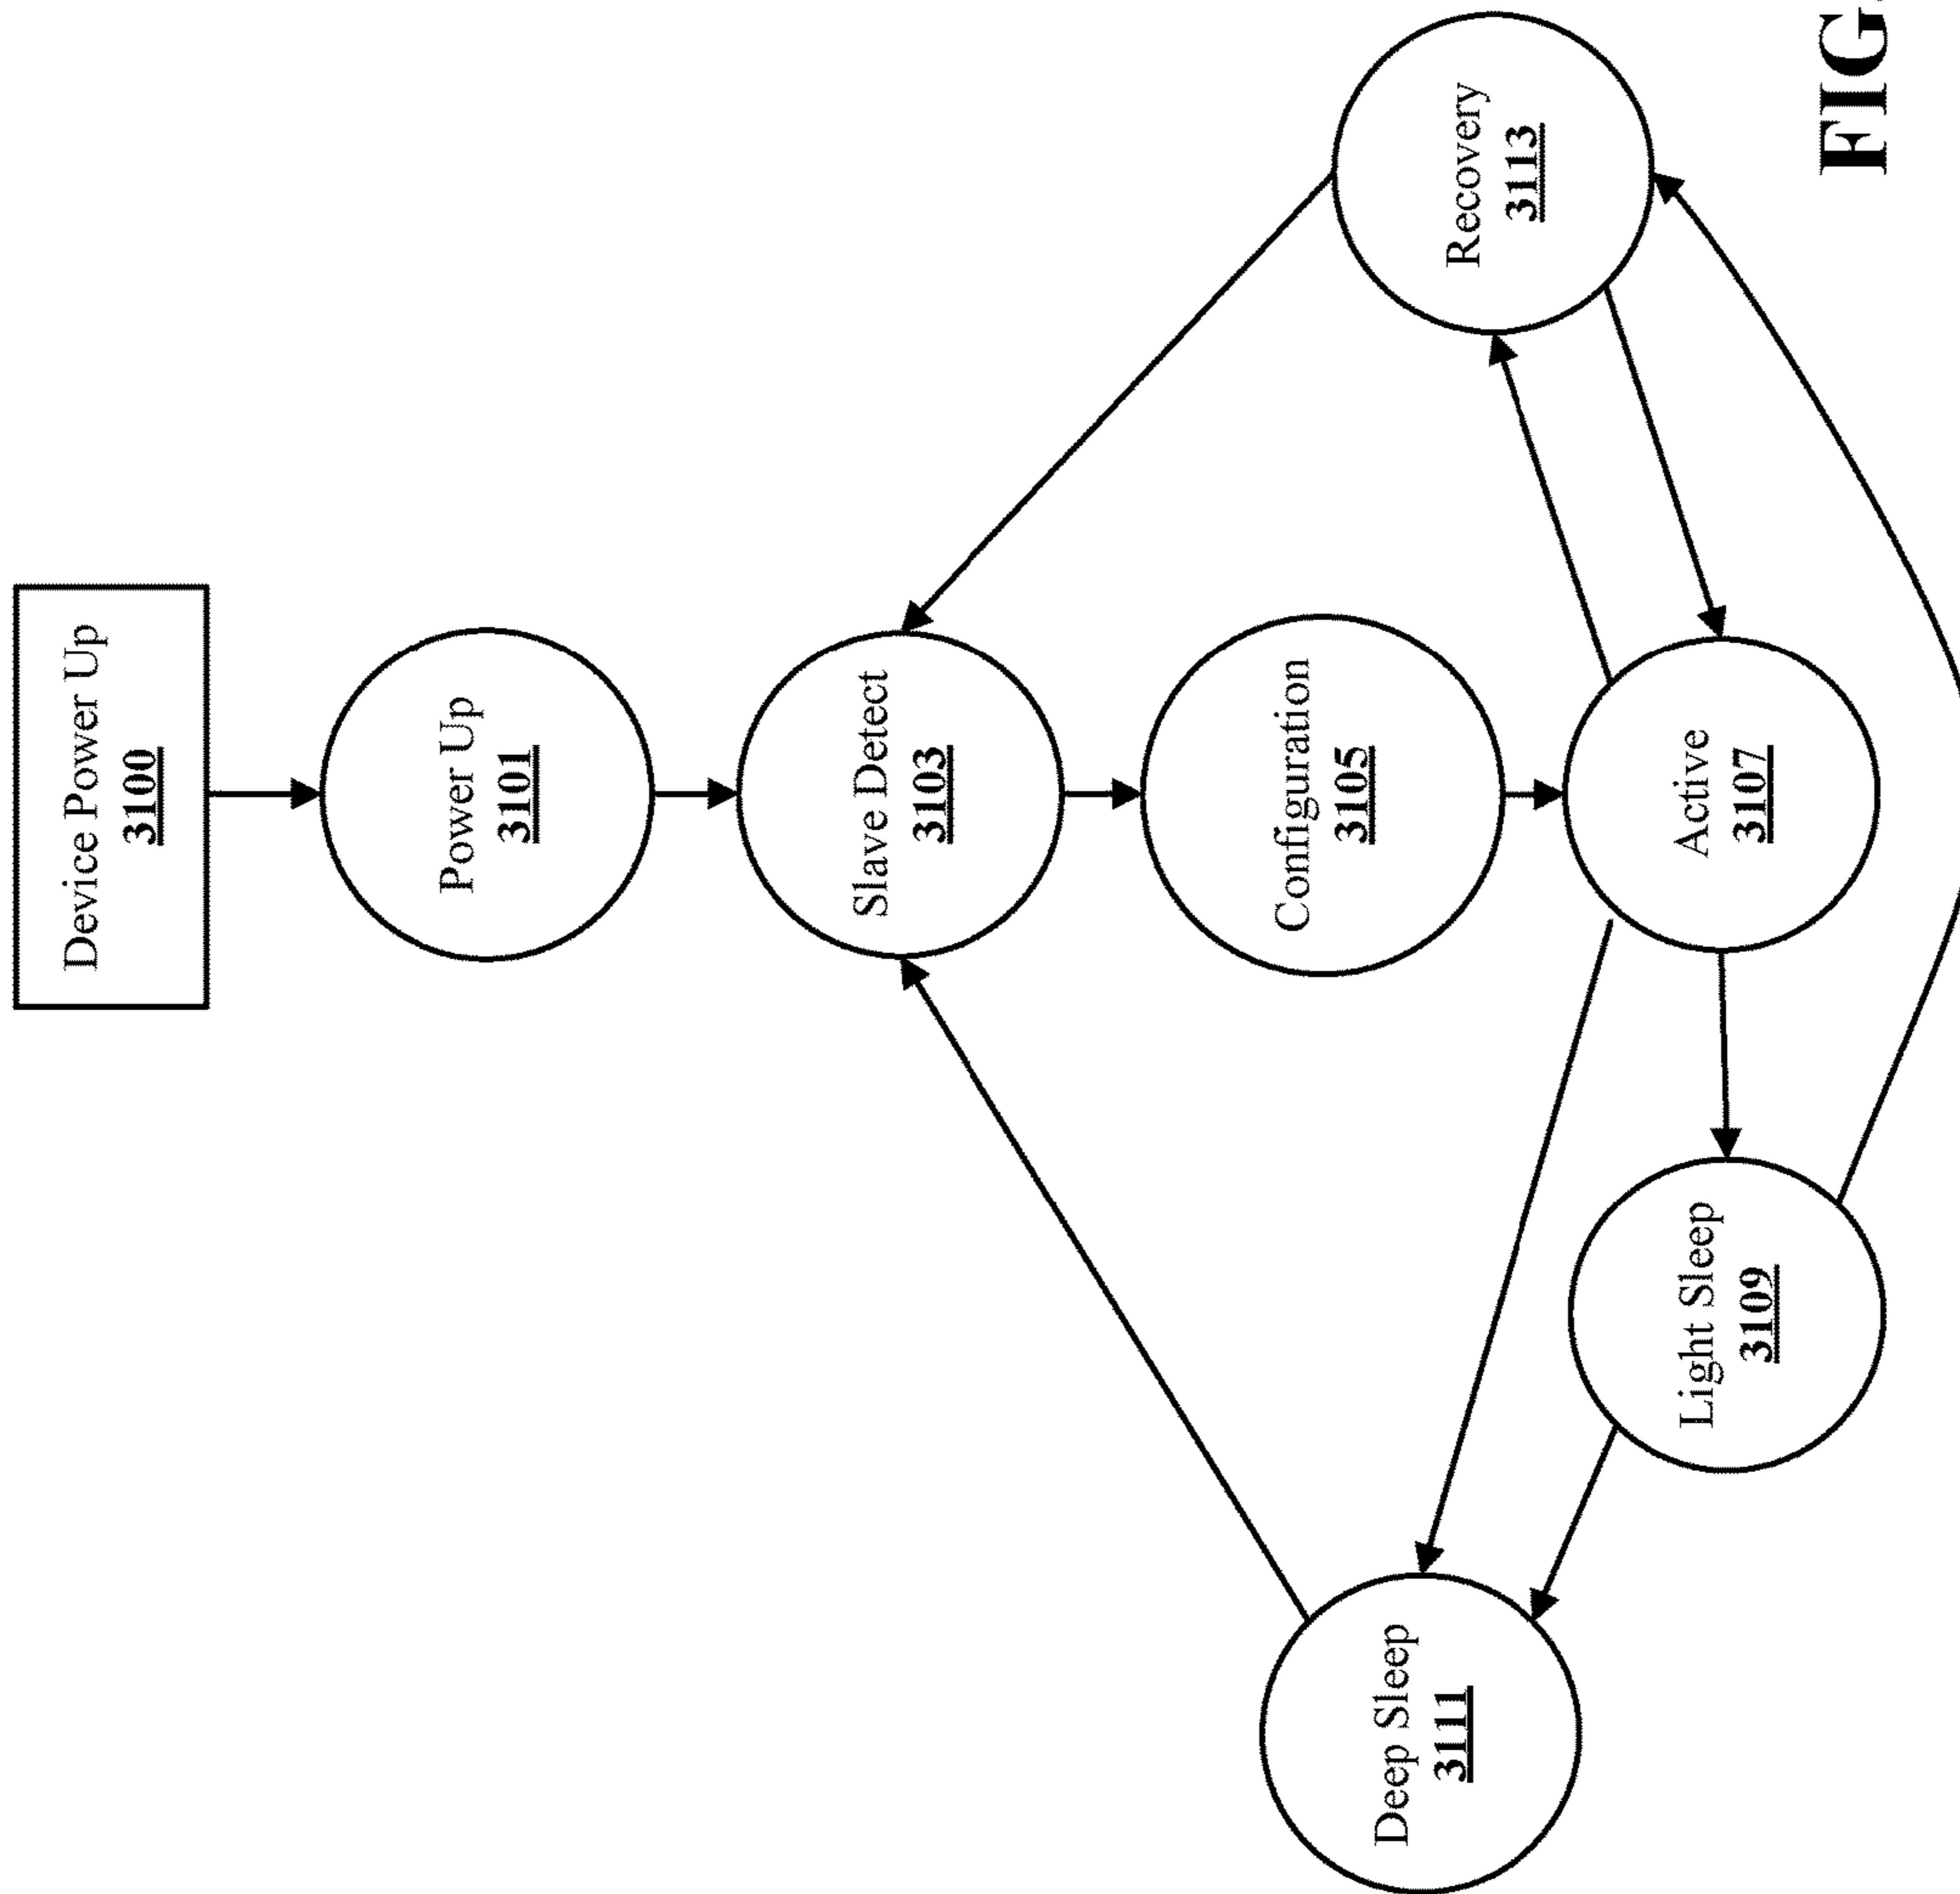 Device Power Up
3100
Power Up
3101
Slave Detect
3103
Configuration
3105
Active
3107
Recovery
3113
Light Sleep
3109
Deep Sleep
3111
FIG.